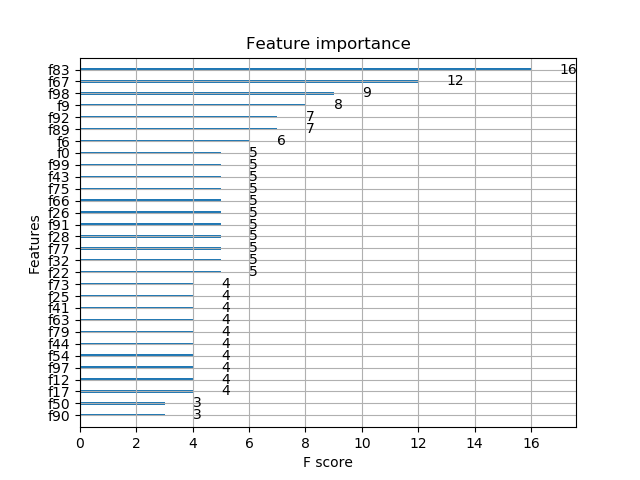 Feature importance
f83 16
f67 12
f98 9
f9 8
f92 7
f89 7
f6 6
f0 5
f99 5
f43 5
f75 5
f66 5
f26 5
f91 5
f28 5
f77 5
f32 5
f22 5
f73 4
f25 4
f41 4
f63 4
f79 4
f44 4
f54 4
f97 4
f12 4
f17 4
f50 3
f90 3
Features
0 2 4 6 8 10 12 14 16
F score